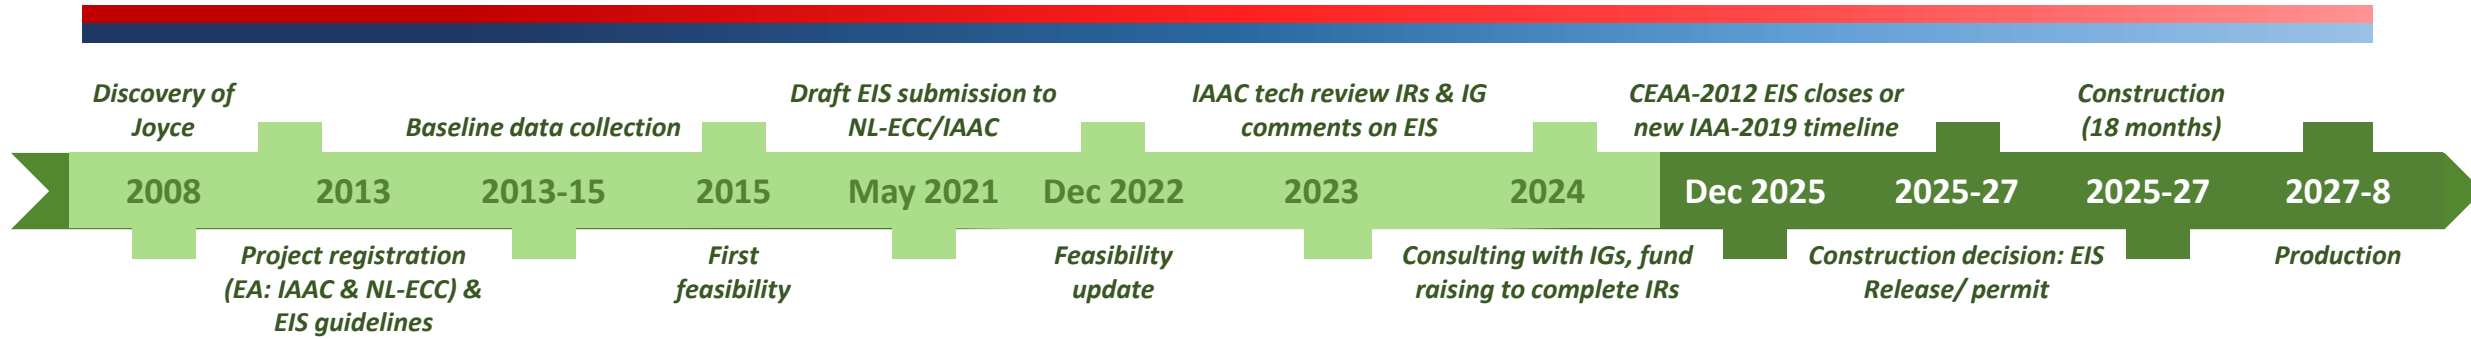 Discovery of
Joyce
Baseline data collection
Draft EIS submission to
NL-ECC/IAAC
IAAC tech review IRs & IG
comments on EIS
CEAA-2012 EIS closes or
new IAA-2019 timeline
Construction
(18 months)
2008
2013
2013-15
2015
May 2021
Dec 2022
2023
2024
Dec 2025
2025-27
2025-27
2027-8
Project registration
(EA: IAAC & NL-ECC) &
EIS guidelines
First
feasibility
Feasibility
update
Consulting with IGs, fund
raising to complete IRs
Construction decision: EIS
Release/ permit
Production